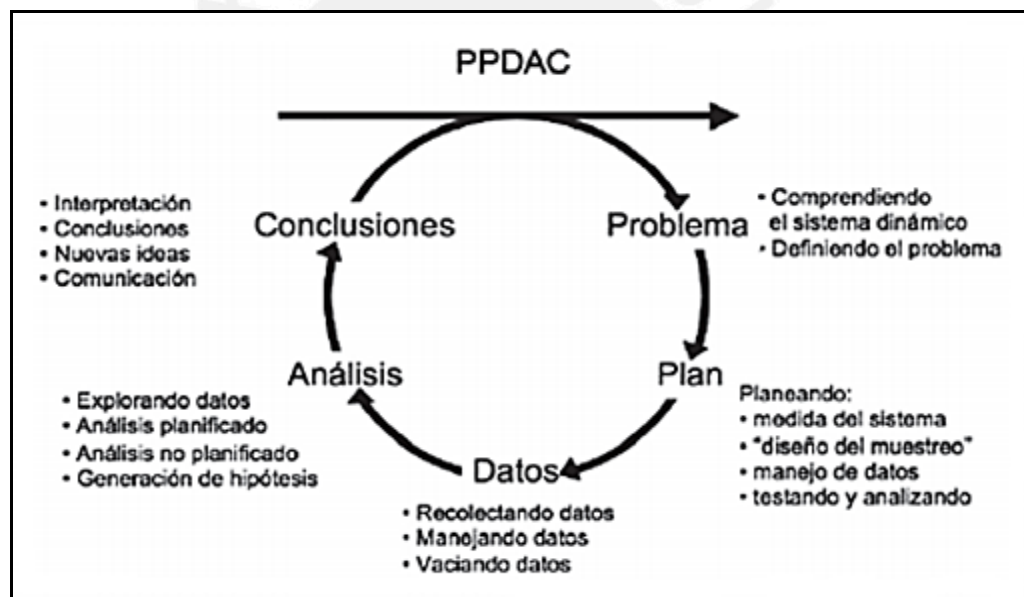 PPDAC
Problema
• Comprendiendo
el sistema dinámico
• Definiendo el problema
Plan
Planeando:
• medida del sistema
• "diseño del muestreo"
• manejo de datos
• testando y analizando
Datos
• Recolectando datos
• Manejando datos
• Vaciando datos
Análisis
• Explorando datos
• Análisis planificado
• Análisis no planificado
• Generación de hipótesis
Conclusiones
• Interpretación
• Conclusiones
• Nuevas ideas
• Comunicación